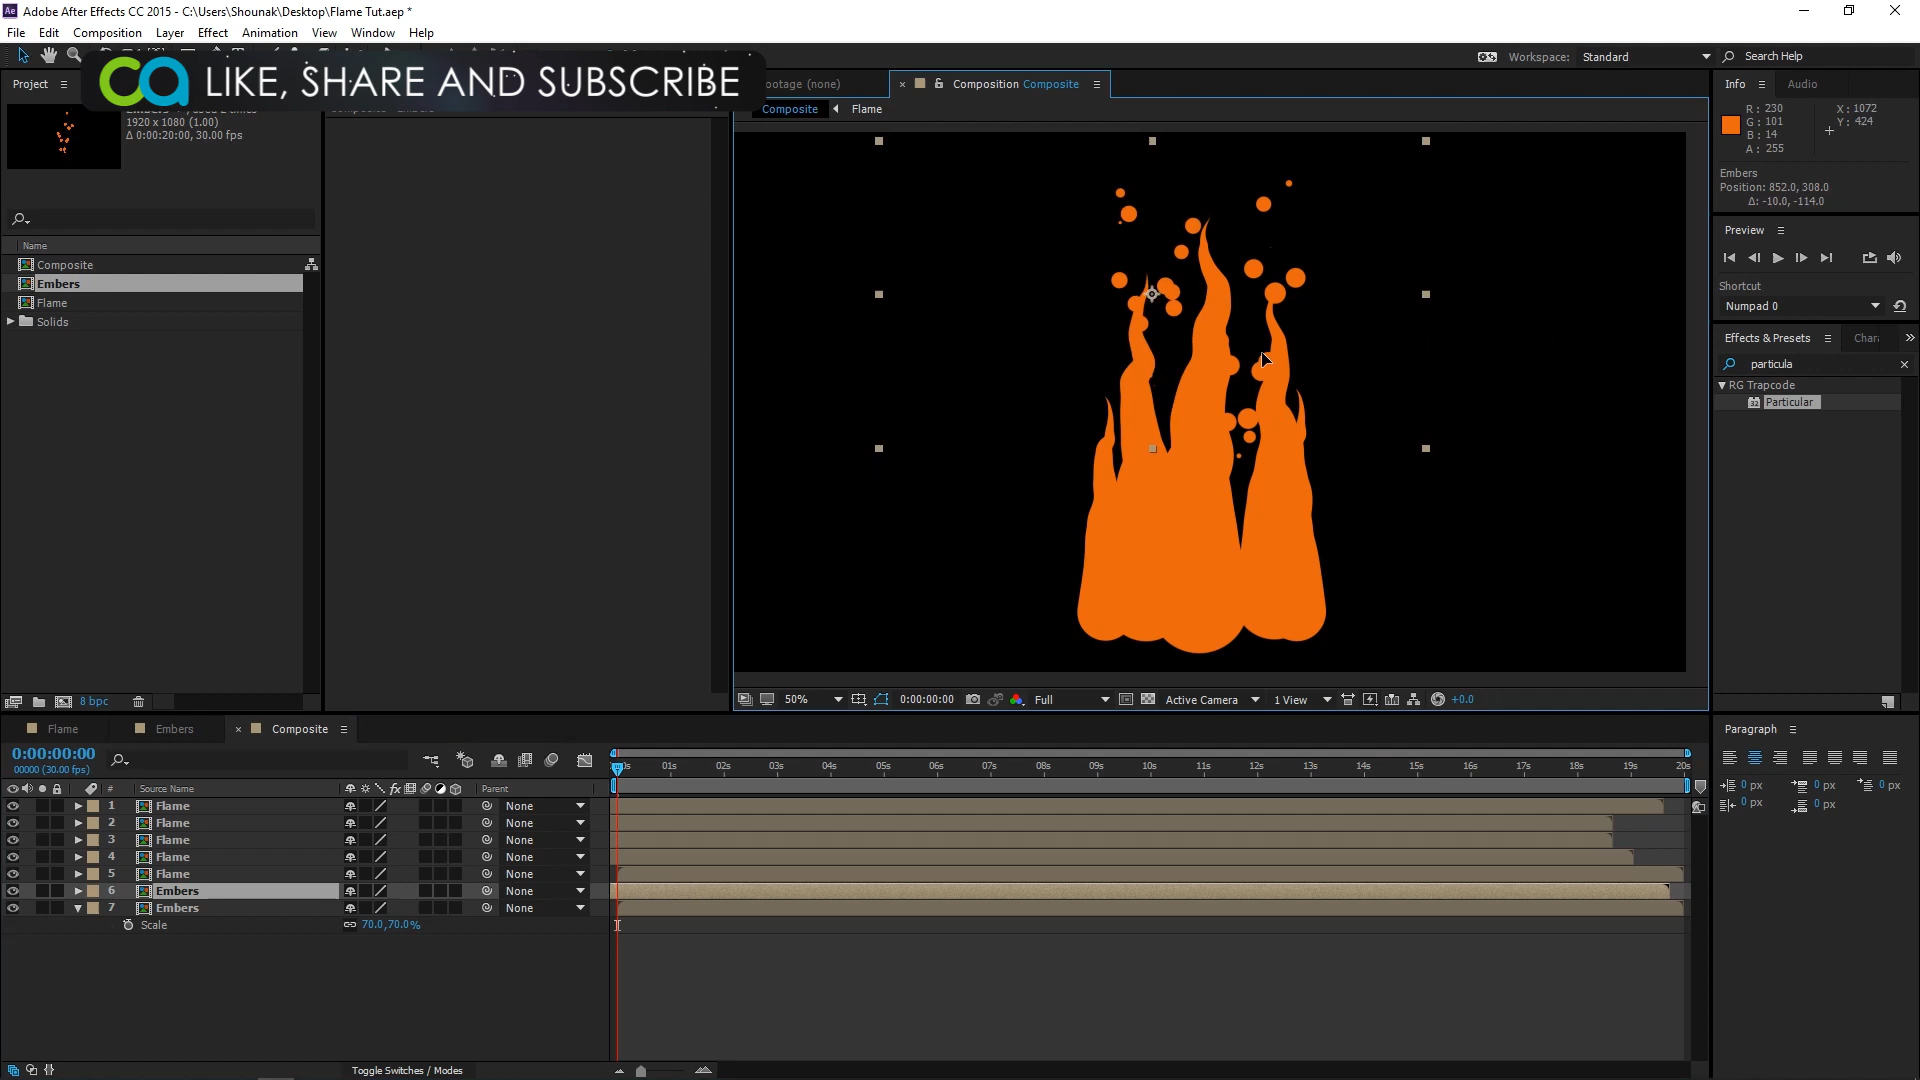 Ae Adobe After Effects CC 2015 - C:\Users\Shounak\Desktop\Flame Tut.aep *
File Edit Composition Layer Effect Animation View Window Help
Workspace: Standard Search Help
LIKE, SHARE AND SUBSCRIBE
Project
1920 x 1080 (1.00)
Δ 0:00:20:00, 30.00 fps
Name
Composite
Embers
Flame
Solids
8 bpc
ootage (none)
Composition Composite
Composite Flame
50% 0:00:00:00 Full Active Camera 1 View +0.0
Info Audio
R: 230 X: 1072
G: 101 Y: 424
B: 14
A: 255
Embers
Position: 852.0, 308.0
Δ: -10.0, -114.0
Preview
Shortcut
Numpad 0
Effects & Presets Chara
particula
RG Trapcode
32 Particular
Paragraph
0 px 0 px 0 px
0 px 0 px
Flame Embers Composite
0:00:00:00
00000 (30.00 fps)
01s 02s 03s 04s 05s 06s 07s 08s 09s 10s 11s 12s 13s 14s 15s 16s 17s 18s 19s 20s
# Source Name fx Parent
1 Flame None
2 Flame None
3 Flame None
4 Flame None
5 Flame None
6 Embers None
7 Embers None
Scale 70.0,70.0%
Toggle Switches / Modes